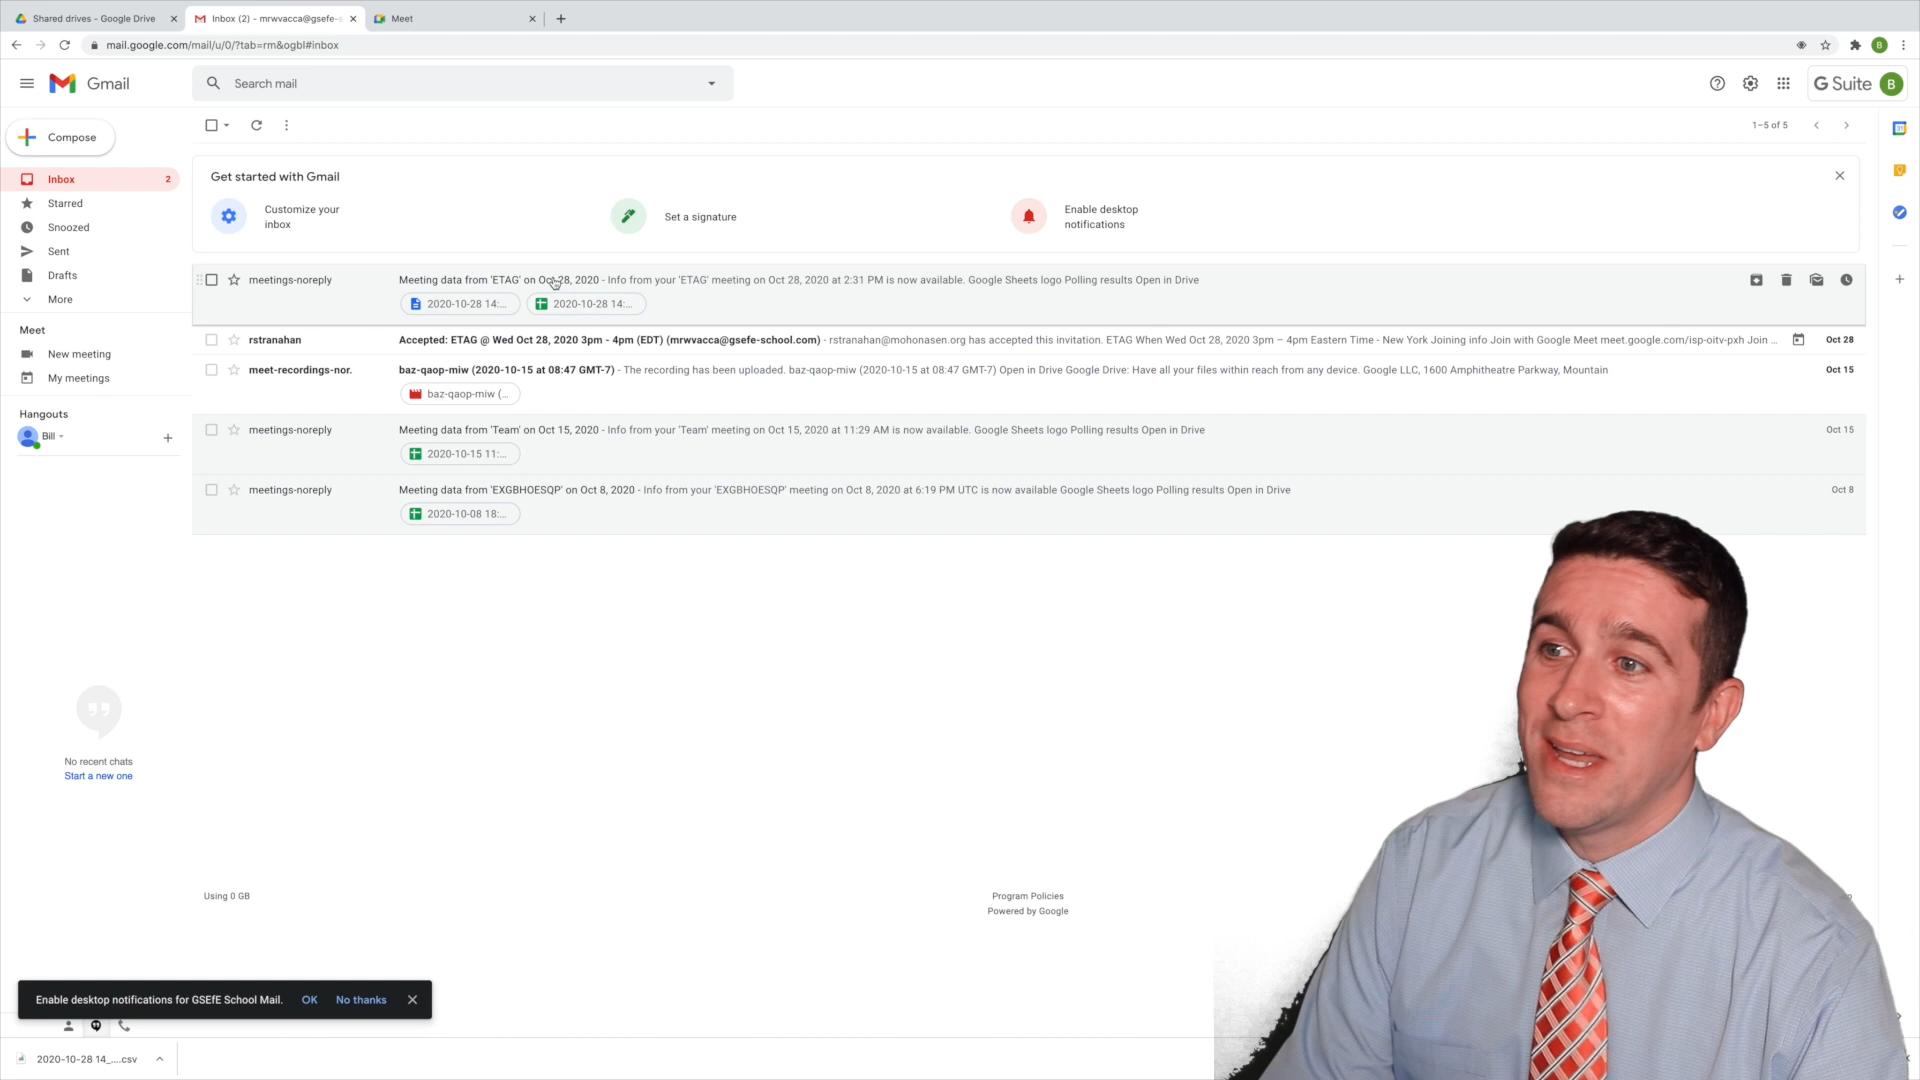 Shared drives - Google Drive
Inbox (2) - mrwvacca@gsefe-s
Meet
mail.google.com/mail/u/0/?tab=rm&ogbl#inbox
B
Gmail
Search mail
G Suite B
Compose
1–5 of 5
Inbox 2
Starred
Snoozed
Sent
Drafts
More
Meet
New meeting
My meetings
Hangouts
Bill
No recent chats
Start a new one
Get started with Gmail
Customize your
inbox
Set a signature
Enable desktop
notifications
meetings-noreply Meeting data from 'ETAG' on Oct 28, 2020 - Info from your 'ETAG' meeting on Oct 28, 2020 at 2:31 PM is now available. Google Sheets logo Polling results Open in Drive
2020-10-28 14:... 2020-10-28 14:...
rstranahan Accepted: ETAG @ Wed Oct 28, 2020 3pm - 4pm (EDT) (mrwvacca@gsefe-school.com) - rstranahan@mohonasen.org has accepted this invitation. ETAG When Wed Oct 28, 2020 3pm – 4pm Eastern Time - New York Joining info Join with Google Meet meet.google.com/isp-oitv-pxh Join ... Oct 28
meet-recordings-nor. baz-qaop-miw (2020-10-15 at 08:47 GMT-7) - The recording has been uploaded. baz-qaop-miw (2020-10-15 at 08:47 GMT-7) Open in Drive Google Drive: Have all your files within reach from any device. Google LLC, 1600 Amphitheatre Parkway, Mountain Oct 15
baz-qaop-miw (...
meetings-noreply Meeting data from 'Team' on Oct 15, 2020 - Info from your 'Team' meeting on Oct 15, 2020 at 11:29 AM is now available. Google Sheets logo Polling results Open in Drive Oct 15
2020-10-15 11:...
meetings-noreply Meeting data from 'EXGBHOESQP' on Oct 8, 2020 - Info from your 'EXGBHOESQP' meeting on Oct 8, 2020 at 6:19 PM UTC is now available Google Sheets logo Polling results Open in Drive Oct 8
2020-10-08 18:...
Using 0 GB
Program Policies
Powered by Google
Enable desktop notifications for GSEfE School Mail. OK No thanks
2020-10-28 14_....csv